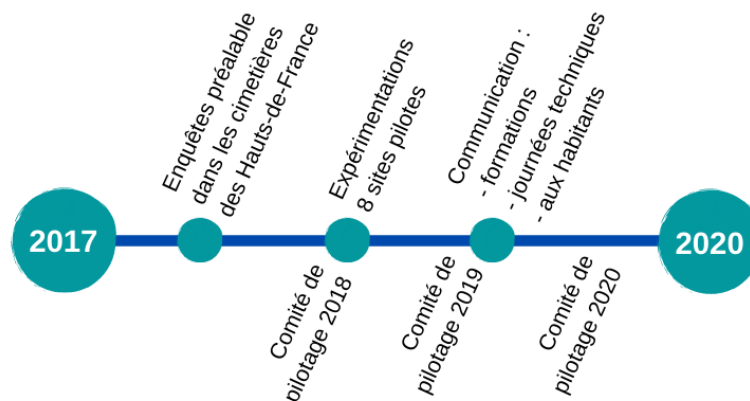 2017
Enquêtes préalable
dans les cimetières
des Hauts-de-France
Expérimentations
8 sites pilotes
Communication :
- formations
- journées techniques
- aux habitants
2020
Comité de
pilotage 2018
Comité de
pilotage 2019
Comité de
pilotage 2020